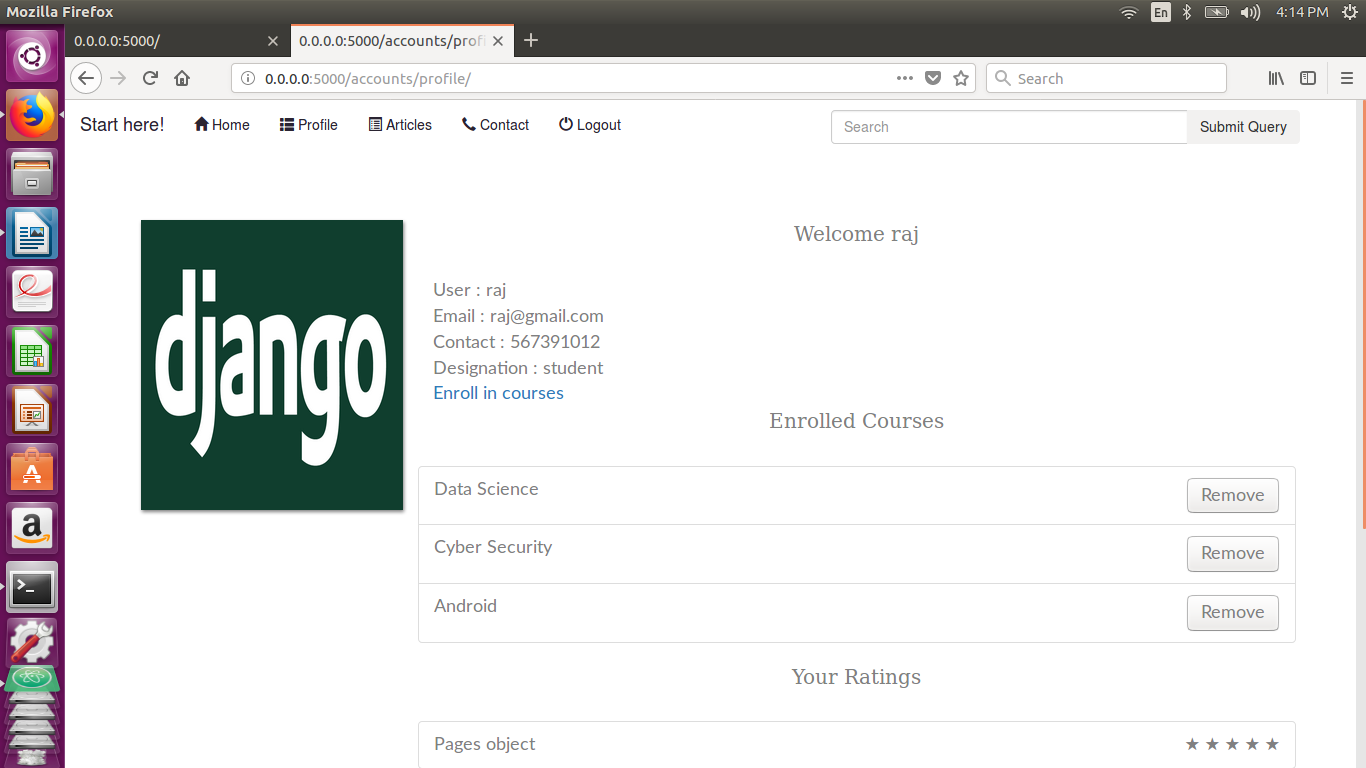 Mozilla Firefox
En
4:14 PM
0.0.0.0:5000/
0.0.0.0:5000/accounts/prof
0.0.0.0:5000/accounts/profile/
Search
Start here!
Home
Profile
Articles
Contact
Logout
Search
Submit Query
django
Welcome raj
User : raj
Email : raj@gmail.com
Contact : 567391012
Designation : student
Enroll in courses
Enrolled Courses
Data Science
Remove
Cyber Security
Remove
Android
Remove
Your Ratings
Pages object
★ ★ ★ ★ ★